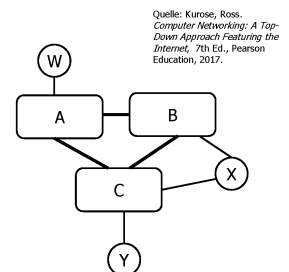 Quelle: Kurose, Ross.
Computer Networking: A Top-
Down Approach Featuring the
Internet, 7th Ed., Pearson
Education, 2017.
W
A
B
C
X
Y